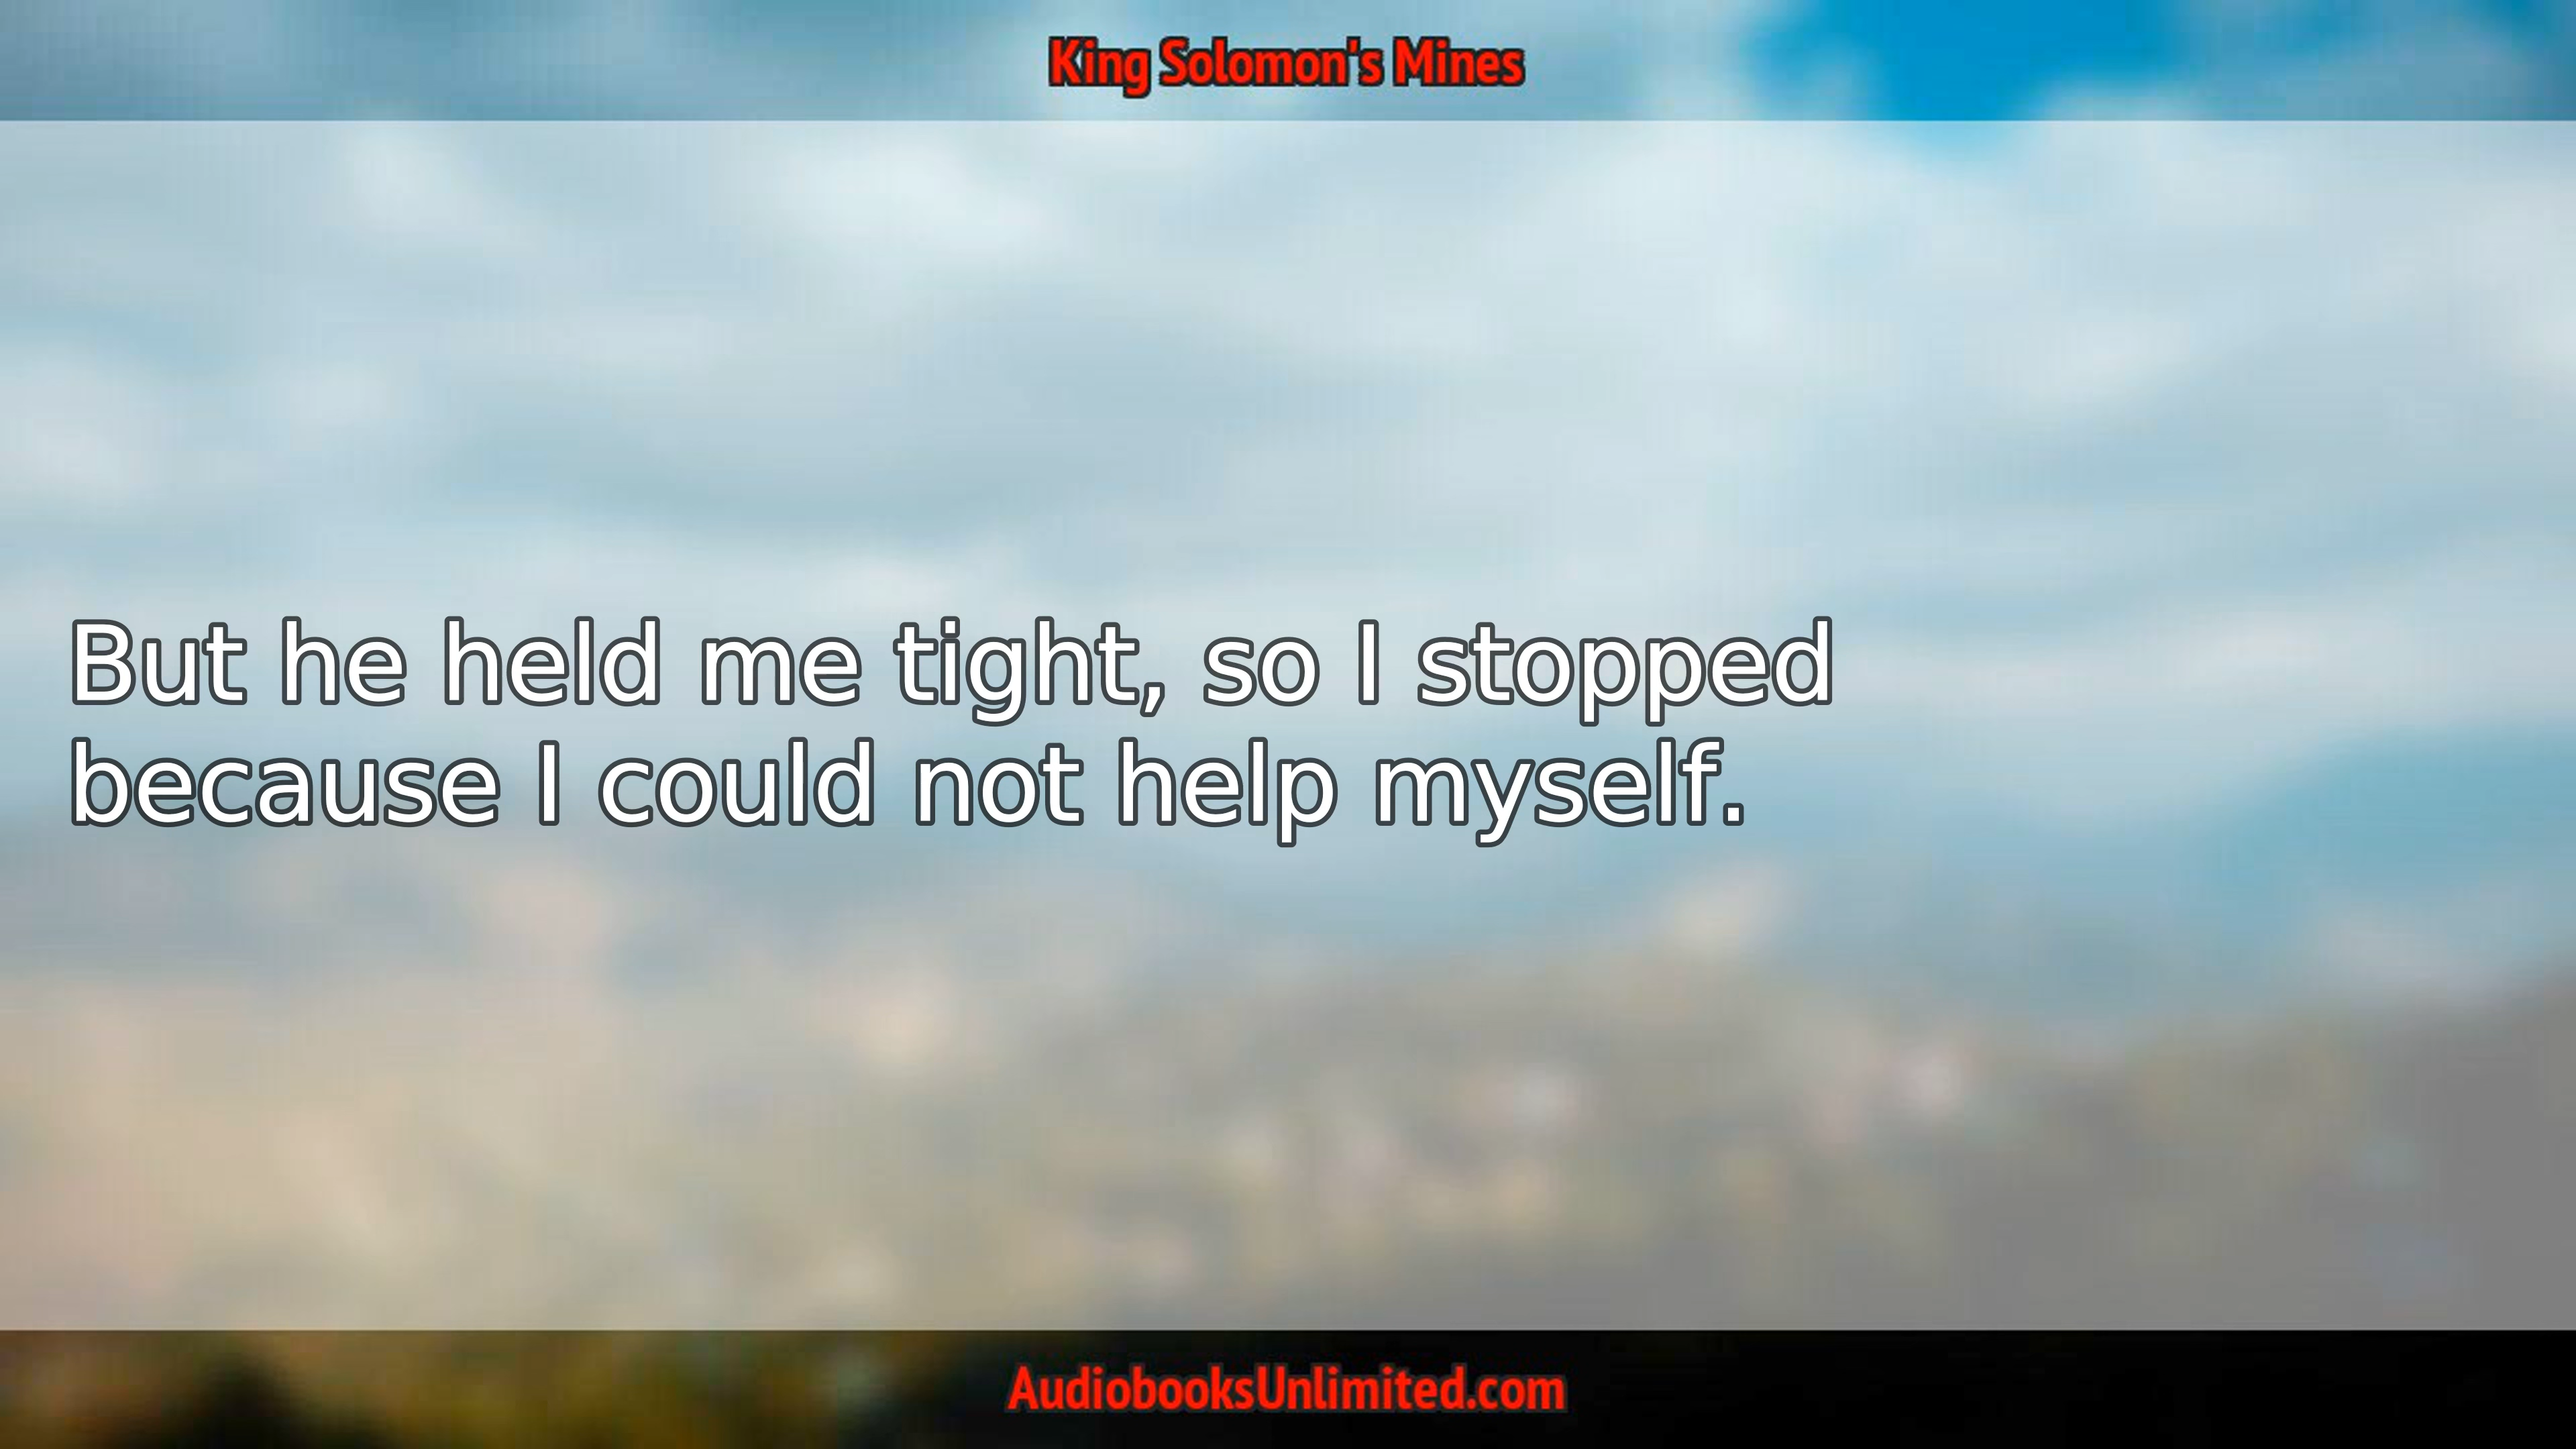 King Solomon's Mines
But he held me tight, so I stopped
because I could not help myself.
AudiobooksUnlimited.com